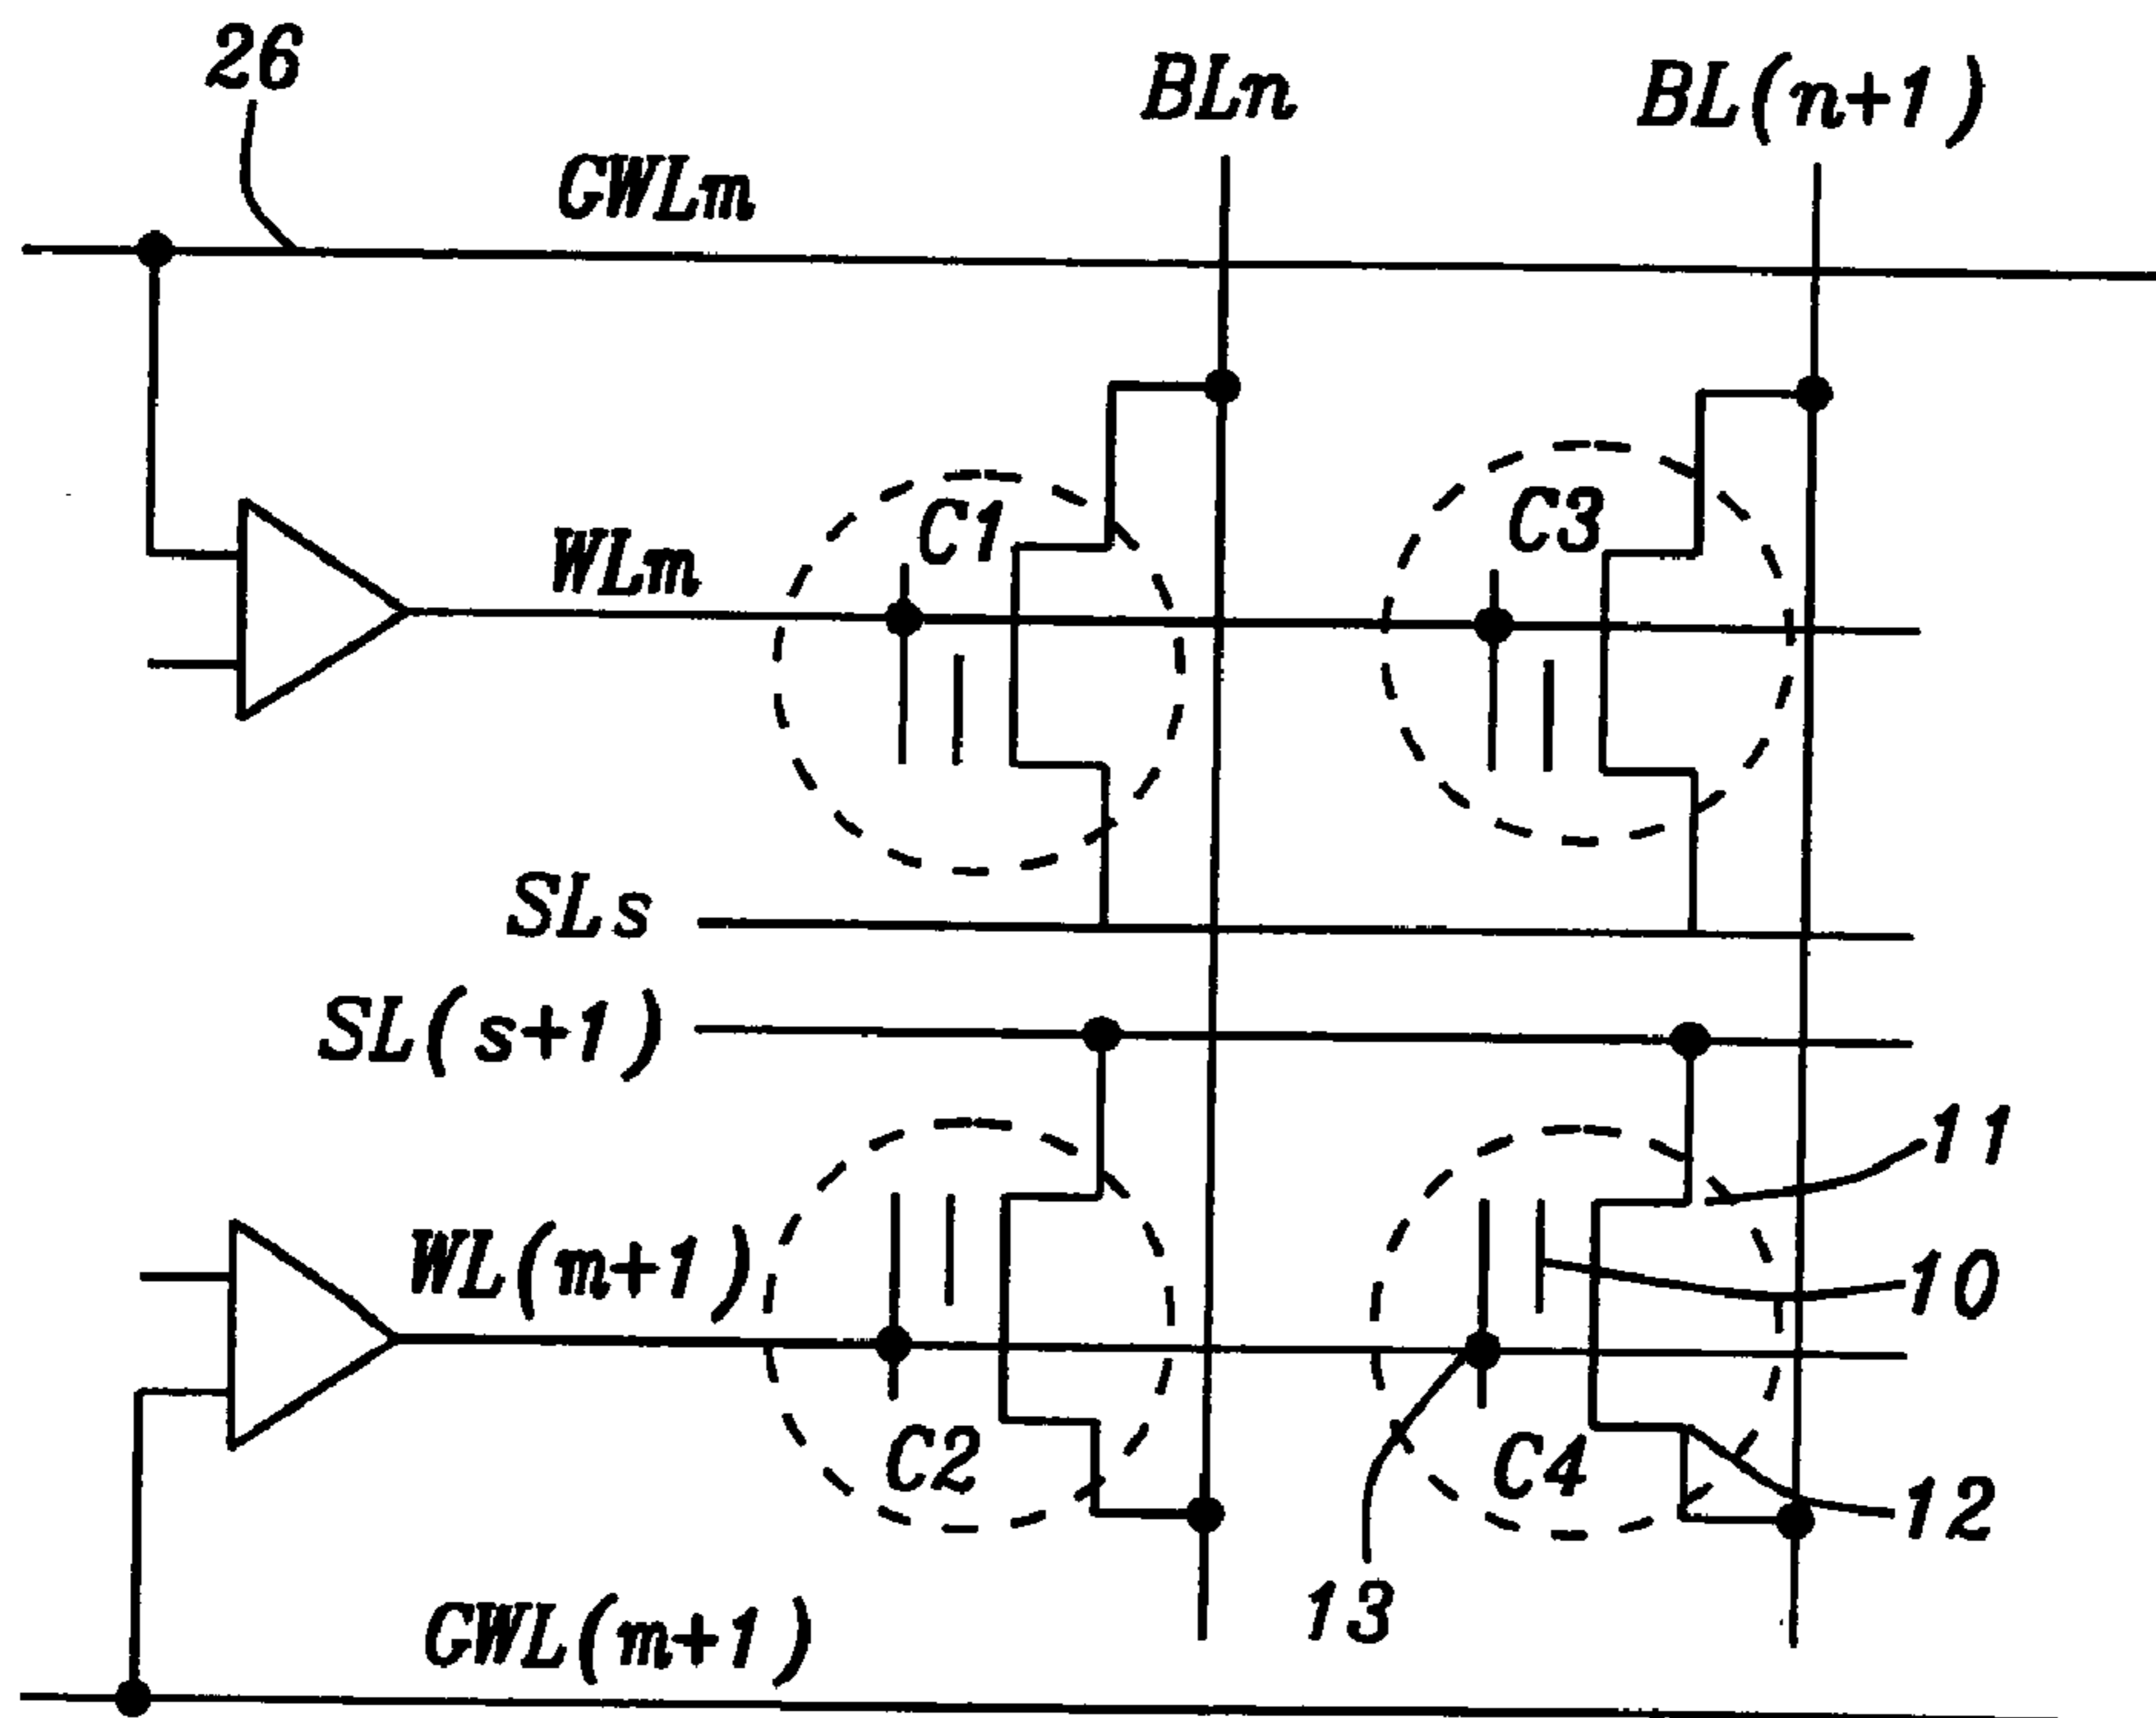 26
BLn
BL(n+1)
GWLm
C1
C3
WLm
SLs
SL(s+1)
11
WL(m+1)
10
C2
C4
12
13
GWL(m+1)